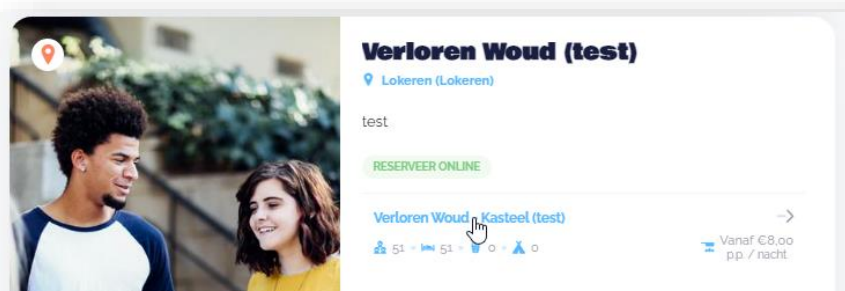 Verloren Woud (test)
Lokeren (Lokeren)
test
RESERVEER ONLINE
Verloren Woud - Kasteel (test)
51 51 0 0
Vanaf €8,00
p.p. / nacht